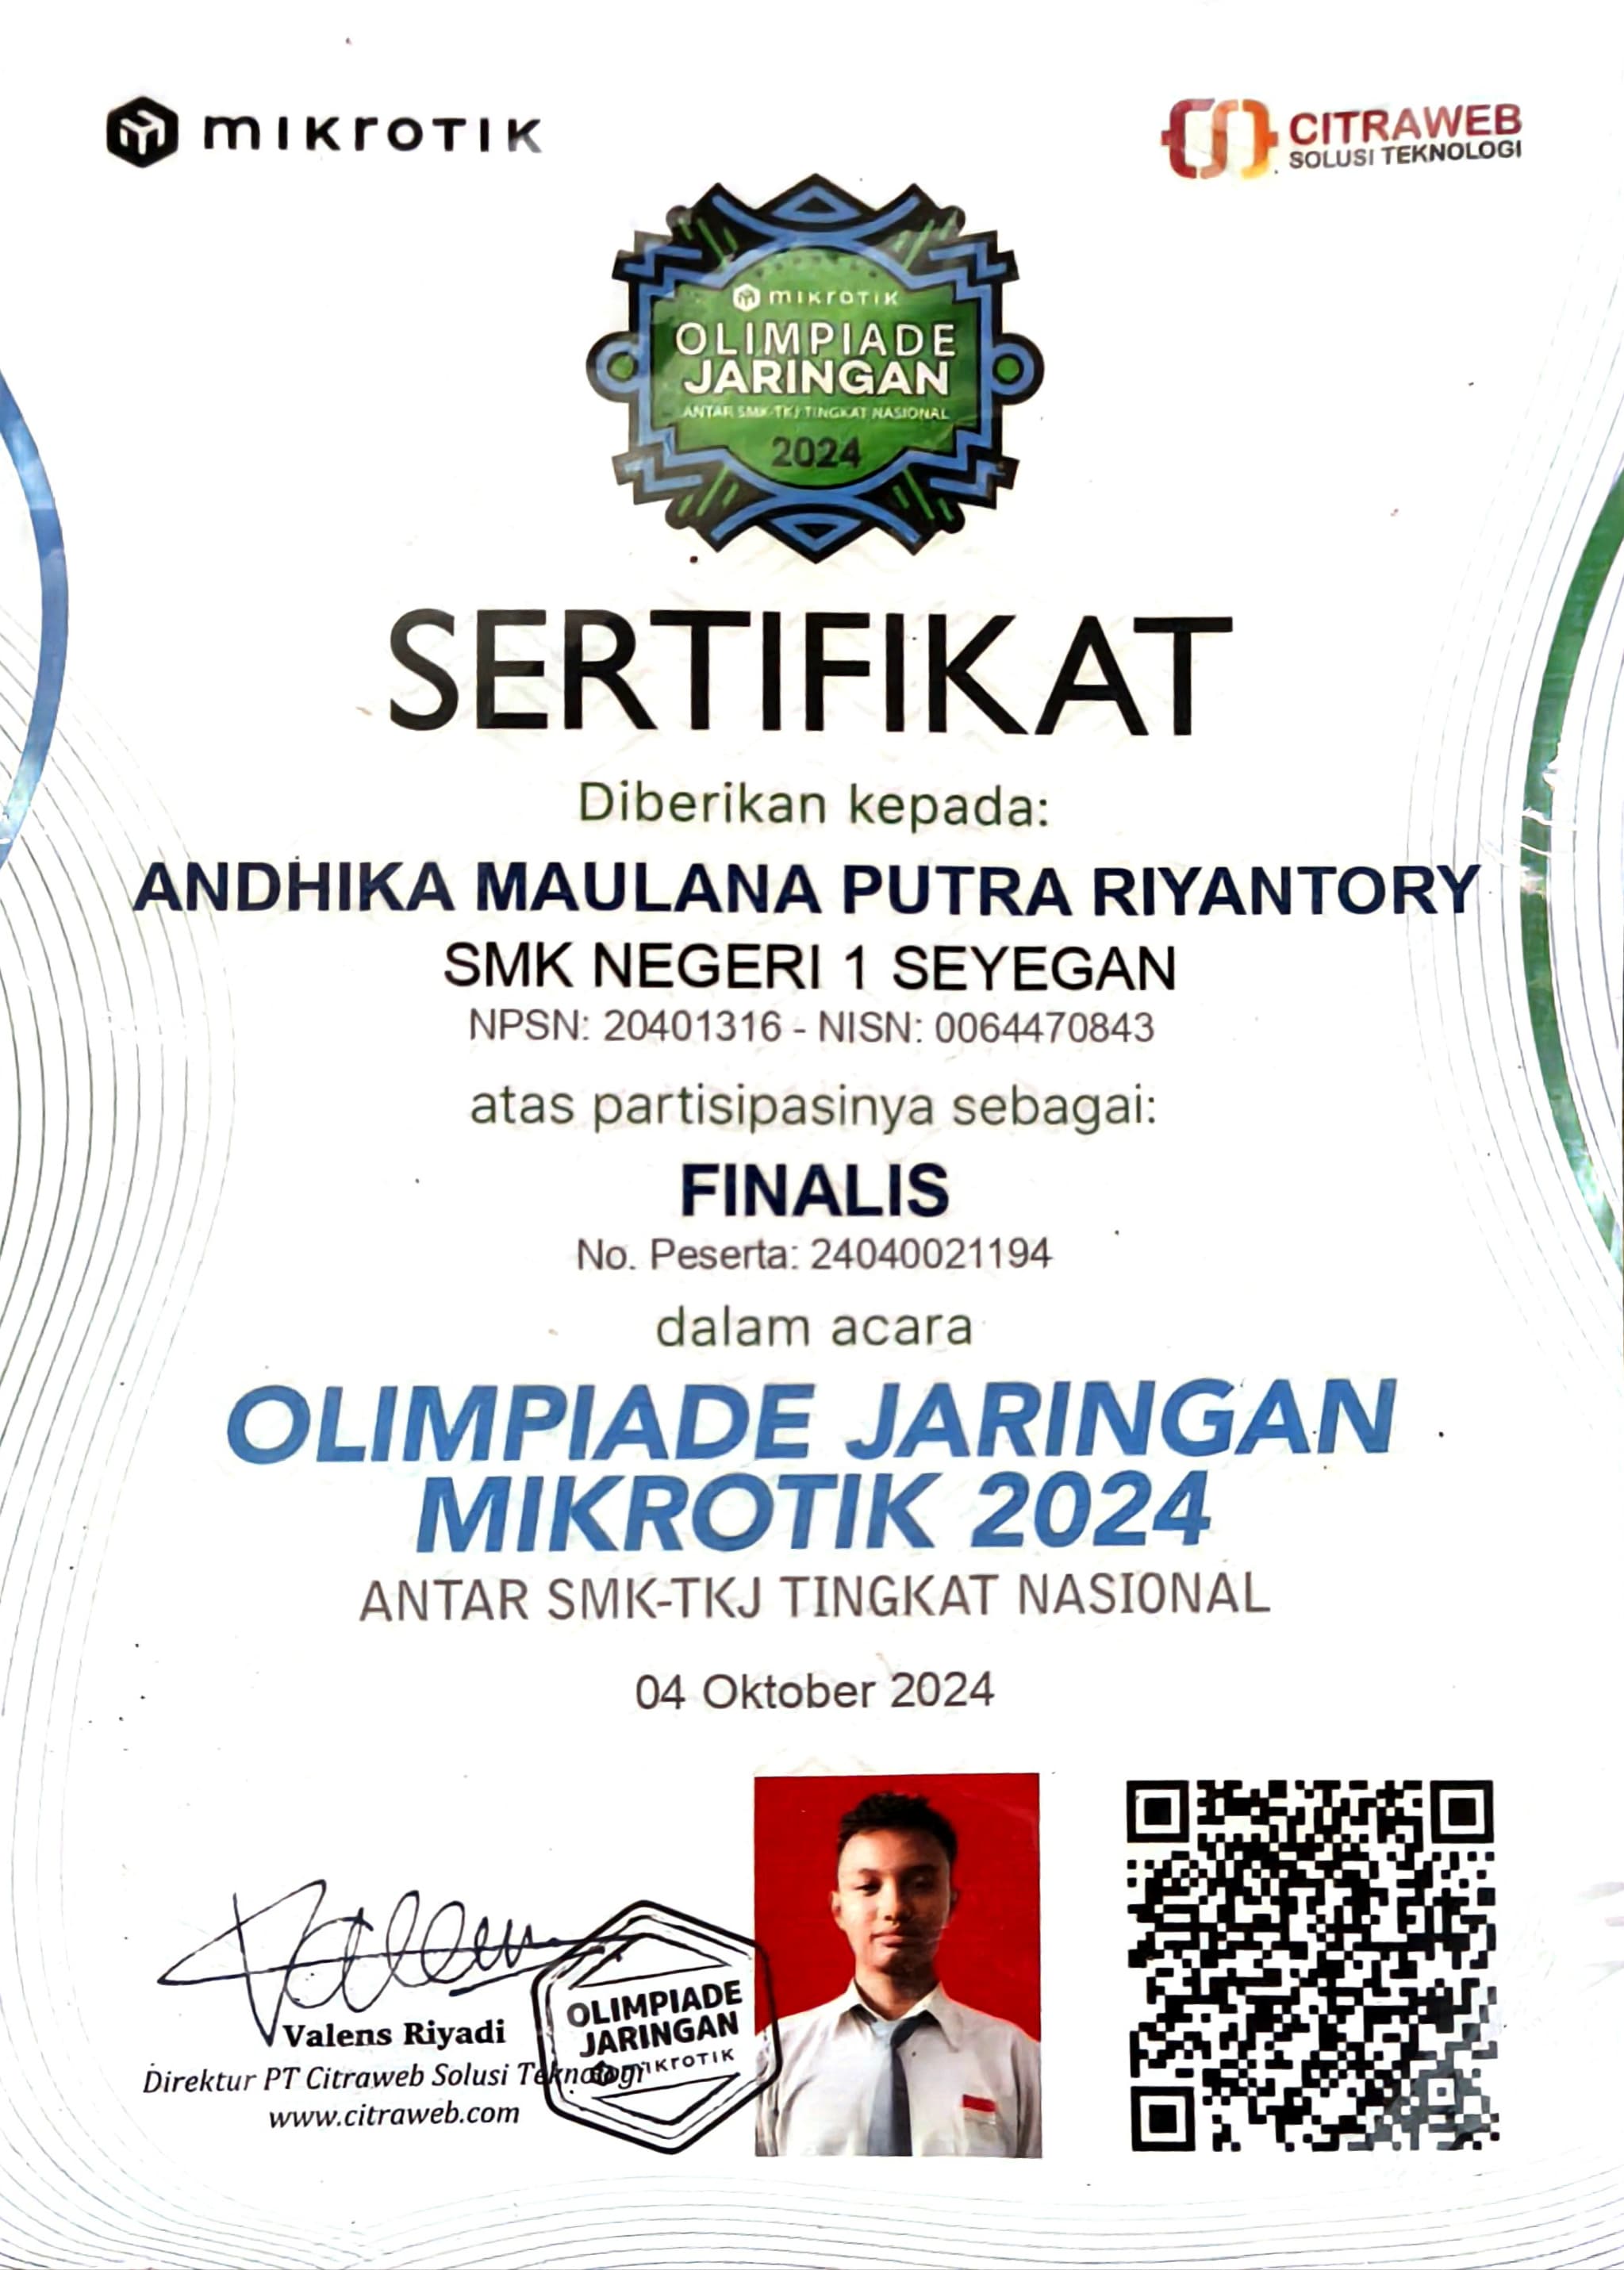 mikrotik
CITRAWEB
SOLUSI TEKNOLOGI
mikrotik
OLIMPIADE
JARINGAN
ANTAR SMK-TKJ TINGKAT NASIONAL
2024
SERTIFIKAT
Diberikan kepada:
ANDHIKA MAULANA PUTRA RIYANTORY
SMK NEGERI 1 SEYEGAN
NPSN: 20401316 - NISN: 0064470843
atas partisipasinya sebagai:
FINALIS
No. Peserta: 24040021194
dalam acara
OLIMPIADE JARINGAN
MIKROTIK 2024
ANTAR SMK-TKJ TINGKAT NASIONAL
04 Oktober 2024
Valens Riyadi
Direktur PT Citraweb Solusi Teknologi
www.citraweb.com
OLIMPIADE
JARINGAN
mikrotik